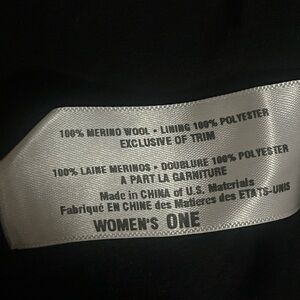 100% MERINO WOOL • LINING 100% POLYESTER
EXCLUSIVE OF TRIM
100% LAINE MERINOS • DOUBLURE 100% POLYESTER
A PART LA GARNITURE
Made in CHINA of U.S. Materials
Fabriqué EN CHINE des Matieres des ETATS-UNIS
WOMEN'S ONE